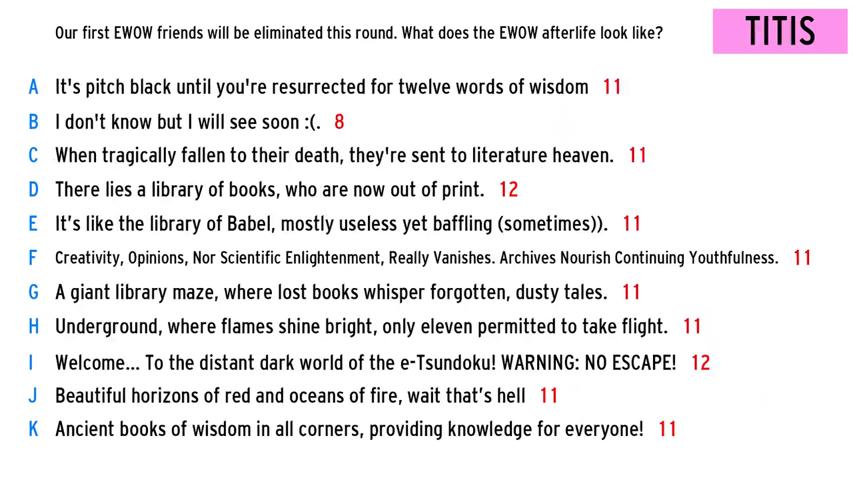 Our first EWOW friends will be eliminated this round. What does the EWOW afterlife look like?
TITIS
A It's pitch black until you're resurrected for twelve words of wisdom 11
B I don't know but I will see soon :(. 8
C When tragically fallen to their death, they're sent to literature heaven. 11
D There lies a library of books, who are now out of print. 12
E It’s like the library of Babel, mostly useless yet baffling (sometimes)). 11
F Creativity, Opinions, Nor Scientific Enlightenment, Really Vanishes. Archives Nourish Continuing Youthfulness. 11
G A giant library maze, where lost books whisper forgotten, dusty tales. 11
H Underground, where flames shine bright, only eleven permitted to take flight. 11
I Welcome... To the distant dark world of the e-Tsundoku! WARNING: NO ESCAPE! 12
J Beautiful horizons of red and oceans of fire, wait that’s hell 11
K Ancient books of wisdom in all corners, providing knowledge for everyone! 11